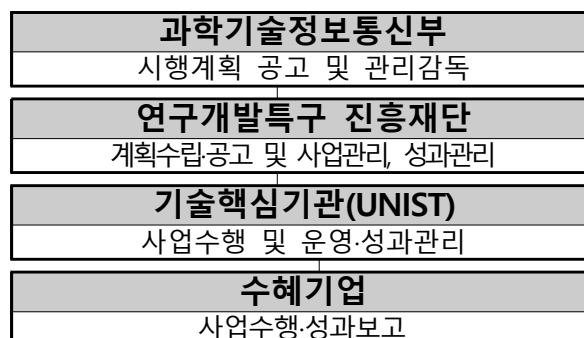 과학기술정보통신부
시행계획 공고 및 관리감독
연구개발특구 진흥재단
계획수립·공고 및 사업관리, 성과관리
기술핵심기관(UNIST)
사업수행 및 운영·성과관리
수혜기업
사업수행·성과보고